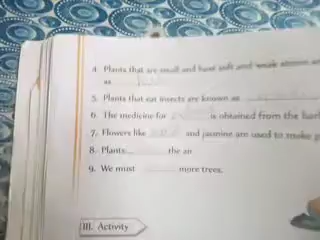 4. Plants that are small and have soft and weak stems are
as
5. Plants that eat insects are known as
6. The medicine for is obtained from the bark
7. Flowers like and jasmine are used to make p
8. Plants the air.
9. We must more trees.
III. Activity